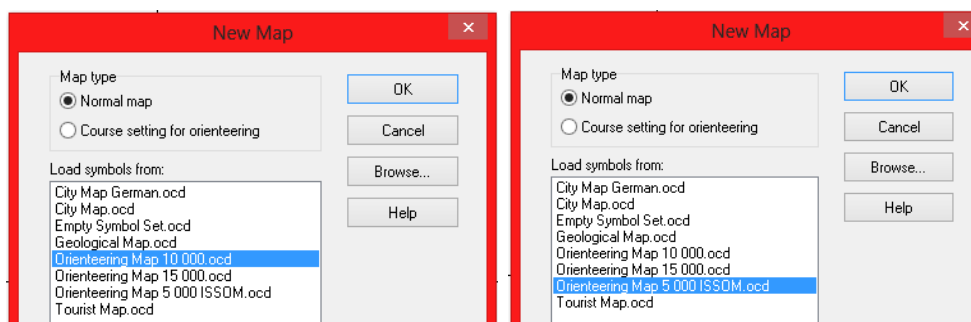 New Map
Map type
Normal map
Course setting for orienteering
Load symbols from:
City Map German.ocd
City Map.ocd
Empty Symbol Set.ocd
Geological Map.ocd
Orienteering Map 10 000.ocd
Orienteering Map 15 000.ocd
Orienteering Map 5 000 ISSOM.ocd
Tourist Map.ocd
OK
Cancel
Browse...
Help
New Map
Map type
Normal map
Course setting for orienteering
Load symbols from:
City Map German.ocd
City Map.ocd
Empty Symbol Set.ocd
Geological Map.ocd
Orienteering Map 10 000.ocd
Orienteering Map 15 000.ocd
Orienteering Map 5 000 ISSOM.ocd
Tourist Map.ocd
OK
Cancel
Browse...
Help